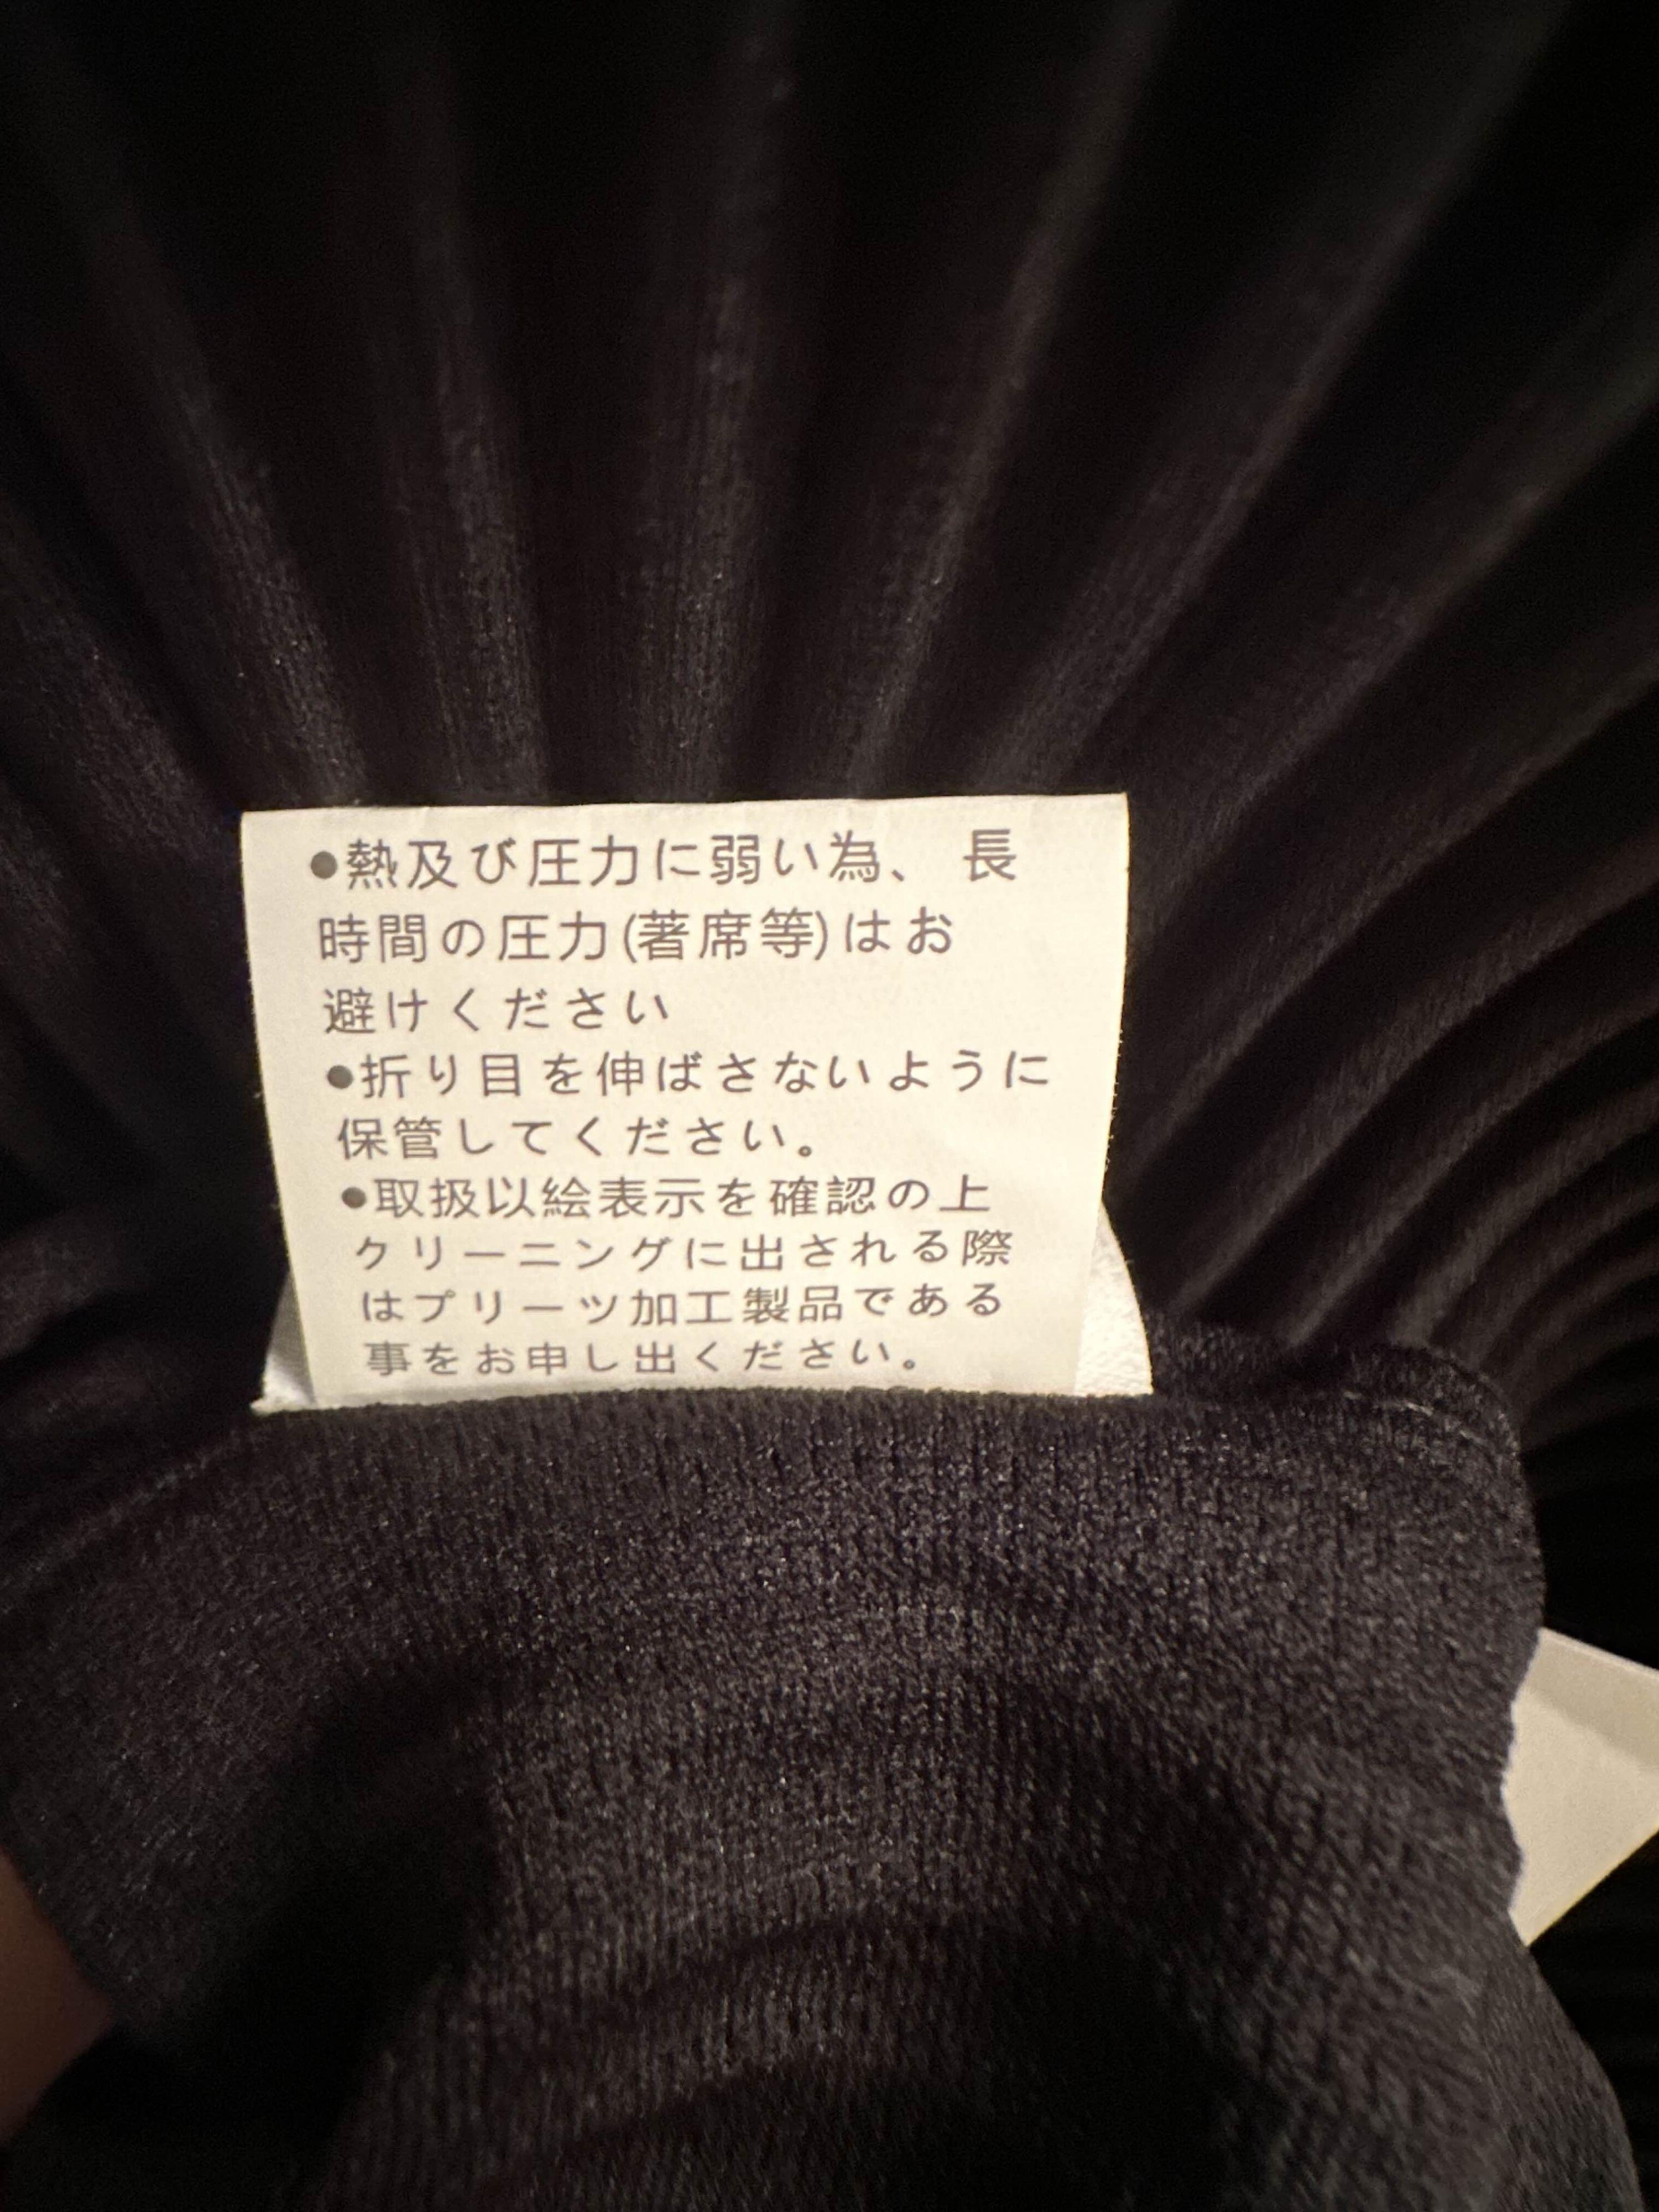 ●熱及び圧力に弱い為、長
時間の圧力(著席等)はお
避けください
●折り目を伸ばさないように
保管してください。
●取扱以絵表示を確認の上
クリーニングに出される際
はプリーツ加工製品である
事をお申し出ください。